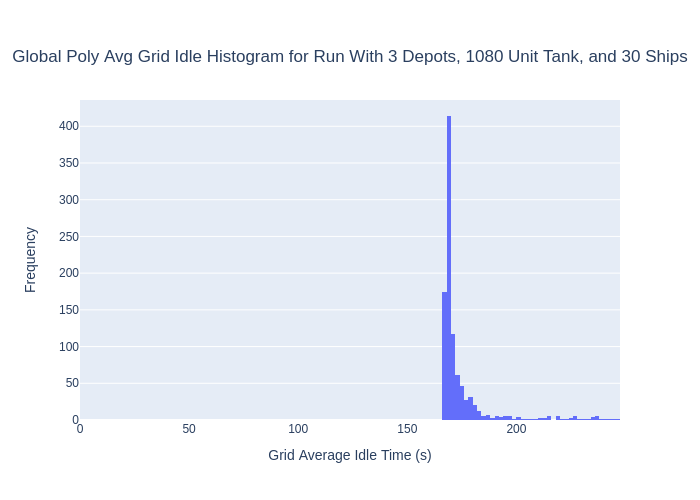 Global Poly Avg Grid Idle Histogram for Run With 3 Depots, 1080 Unit Tank, and 30 Ships
400
350
300
250
200
150
100
50
0
Frequency
0 50 100 150 200
Grid Average Idle Time (s)